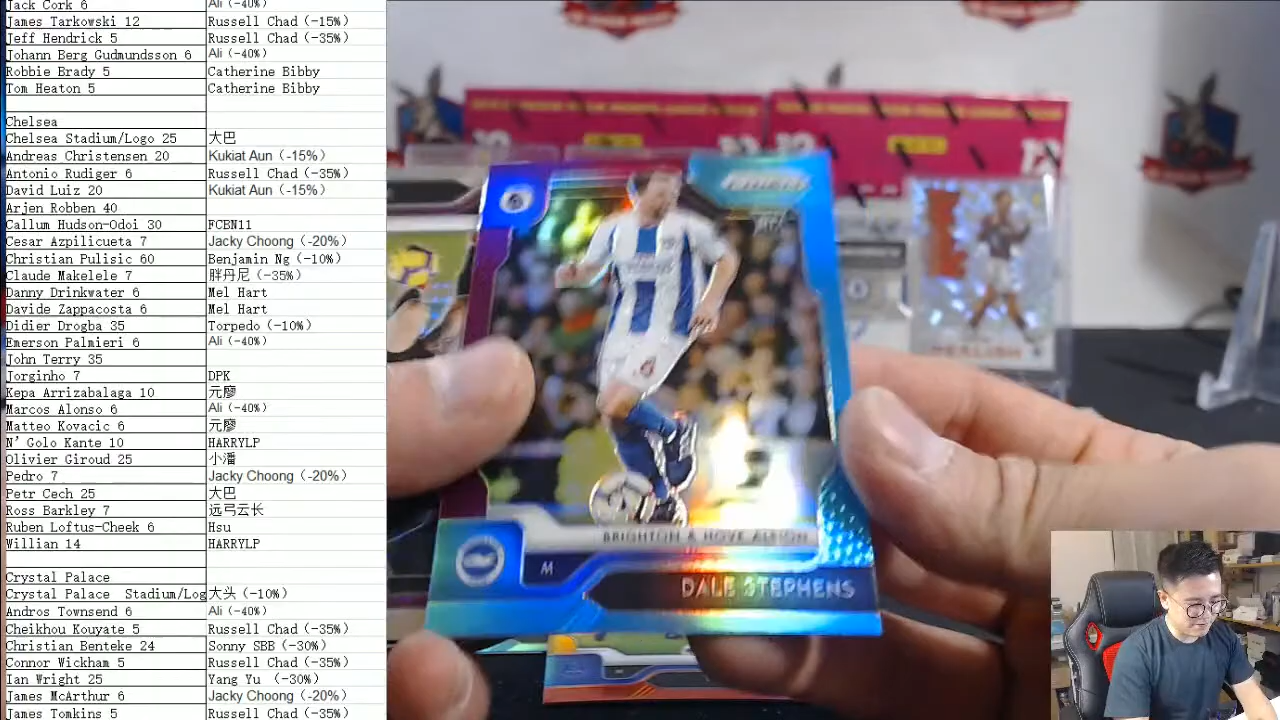 Jack Cork 6 Ali (-40%)
James Tarkowski 12 Russell Chad (-15%)
Jeff Hendrick 5 Russell Chad (-35%)
Johann Berg Gudmundsson 6 Ali (-40%)
Robbie Brady 5 Catherine Bibby
Tom Heaton 5 Catherine Bibby
Chelsea
Chelsea Stadium/Logo 25 大巴
Andreas Christensen 20 Kukiat Aun (-15%)
Antonio Rudiger 6 Russell Chad (-35%)
David Luiz 20 Kukiat Aun (-15%)
Arjen Robben 40
Callum Hudson-Odoi 30 FCBN11
Cesar Azpilicueta 7 Jacky Choong (-20%)
Christian Pulisic 60 Benjamin Ng (-10%)
Claude Makelele 7 胖丹尼 (-35%)
Danny Drinkwater 6 Mel Hart
Davide Zappacosta 6 Mel Hart
Didier Drogba 35 Torpedo (-10%)
Emerson Palmieri 6 Ali (-40%)
John Terry 35
Jorginho 7 DPK
Kepa Arrizabalaga 10 元廖
Marcos Alonso 6 Ali (-40%)
Matteo Kovacic 6 元廖
N' Golo Kante 10 HARRYLP
Olivier Giroud 25 小潘
Pedro 7 Jacky Choong (-20%)
Petr Cech 25 大巴
Ross Barkley 7 远弓云长
Ruben Loftus-Cheek 6 Hsu
Willian 14 HARRYLP
Crystal Palace
Crystal Palace Stadium/Log 大头 (-10%)
Andros Townsend 6 Ali (-40%)
Cheikhou Kouyate 5 Russell Chad (-35%)
Christian Benteke 24 Sonny SBB (-30%)
Connor Wickham 5 Russell Chad (-35%)
Ian Wright 25 Yang Yu (-30%)
James McArthur 6 Jacky Choong (-20%)
James Tomkins 5 Russell Chad (-35%)
BRIGHTON & HOVE ALBION
M
DALE STEPHENS
M